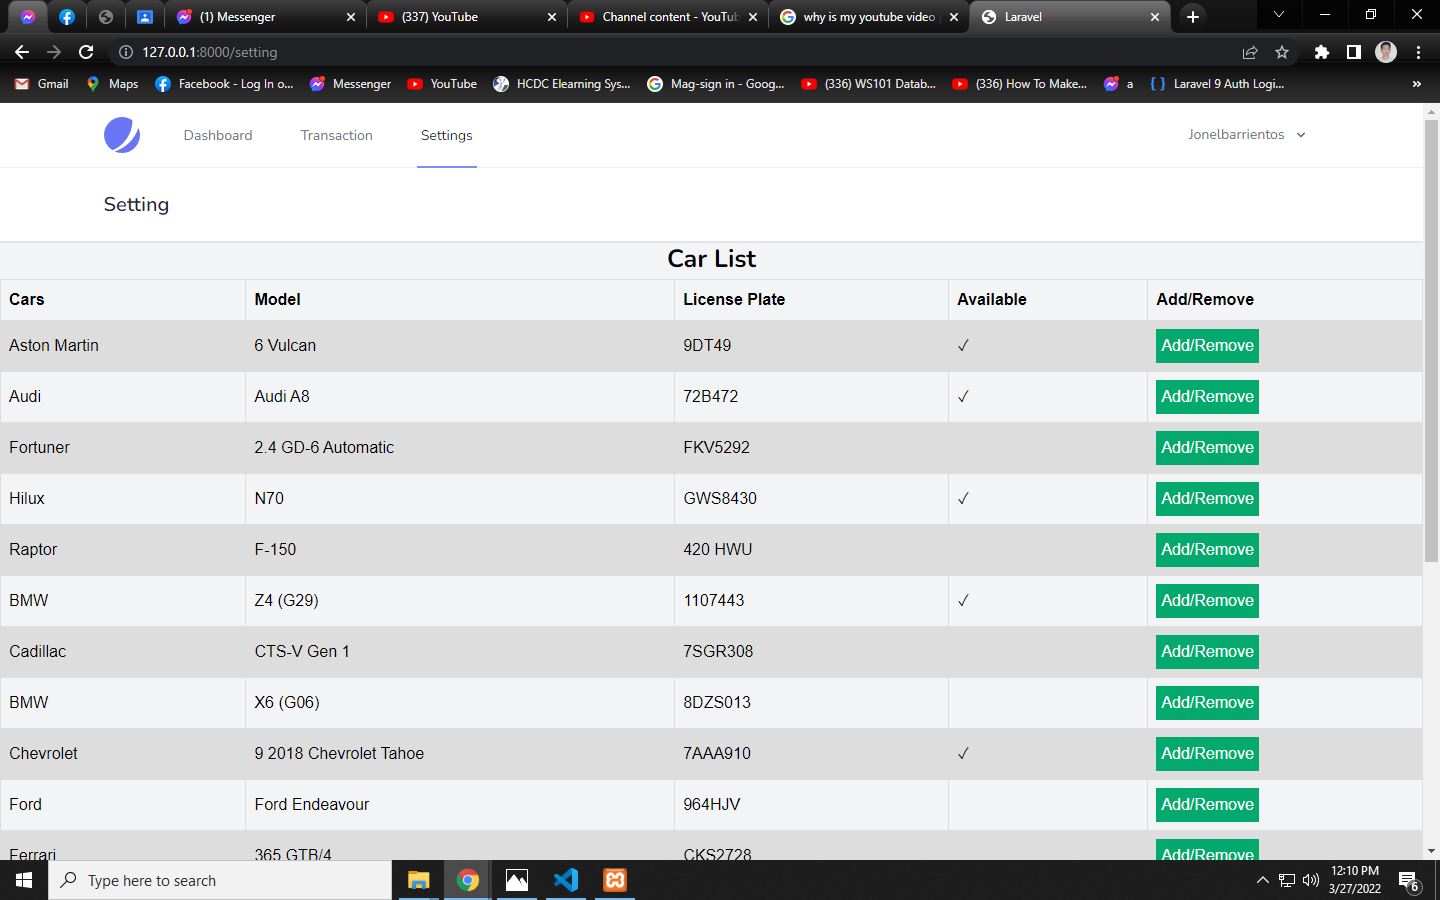 (1) Messenger
(337) YouTube
Channel content - YouTub
why is my youtube video
Laravel
127.0.0.1:8000/setting
Gmail
Maps
Facebook - Log In o...
Messenger
YouTube
HCDC Elearning Sys...
Mag-sign in - Goog...
(336) WS101 Datab...
(336) How To Make...
a
Laravel 9 Auth Logi...
»
Dashboard
Transaction
Settings
Jonelbarrientos
Setting
Car List
Cars Model License Plate Available Add/Remove
Aston Martin 6 Vulcan 9DT49 ✓ Add/Remove
Audi Audi A8 72B472 ✓ Add/Remove
Fortuner 2.4 GD-6 Automatic FKV5292 Add/Remove
Hilux N70 GWS8430 ✓ Add/Remove
Raptor F-150 420 HWU Add/Remove
BMW Z4 (G29) 1107443 ✓ Add/Remove
Cadillac CTS-V Gen 1 7SGR308 Add/Remove
BMW X6 (G06) 8DZS013 Add/Remove
Chevrolet 9 2018 Chevrolet Tahoe 7AAA910 ✓ Add/Remove
Ford Ford Endeavour 964HJV Add/Remove
Ferrari 365 GTB/4 CKS2728 Add/Remove
Type here to search
12:10 PM
3/27/2022
6